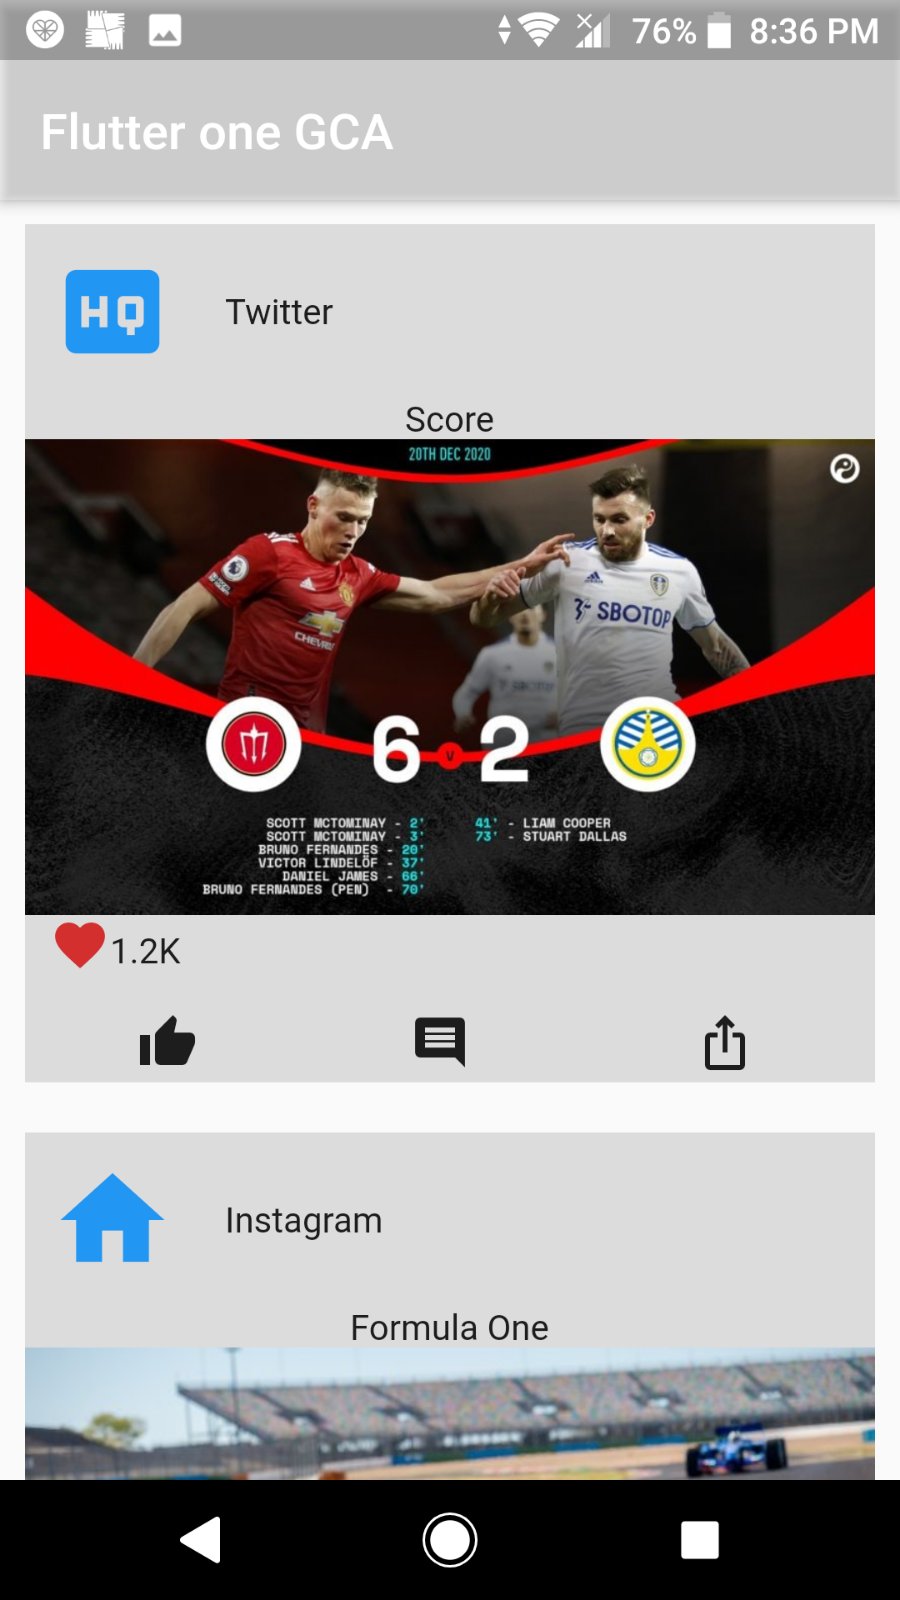 76% 8:36 PM
Flutter one GCA
HQ
Twitter
Score
20TH DEC 2020
CHEVROLET
SBOTOP
6 V 2
SCOTT MCTOMINAY - 2'
SCOTT MCTOMINAY - 3'
BRUNO FERNANDES - 20'
VICTOR LINDELÖF - 37'
DANIEL JAMES - 66'
BRUNO FERNANDES (PEN) - 70'
41' - LIAM COOPER
73' - STUART DALLAS
1.2K
Instagram
Formula One